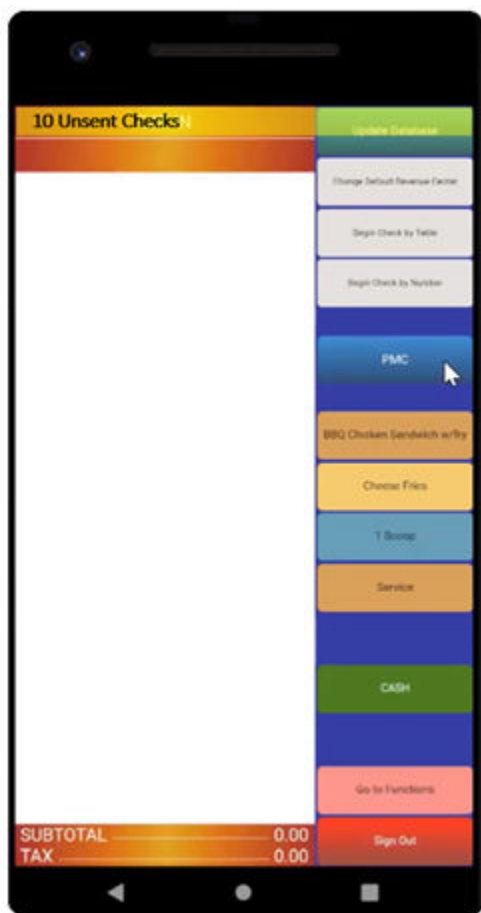 10 Unsent Checks
Update Database
Change Default Revenue Center
Begin Check by Table
Begin Check by Number
PMC
BBQ Chicken Sandwich w/fry
Cheese Fries
1 Scoop
Service
CASH
Go to Functions
Sign Out
SUBTOTAL 0.00
TAX 0.00